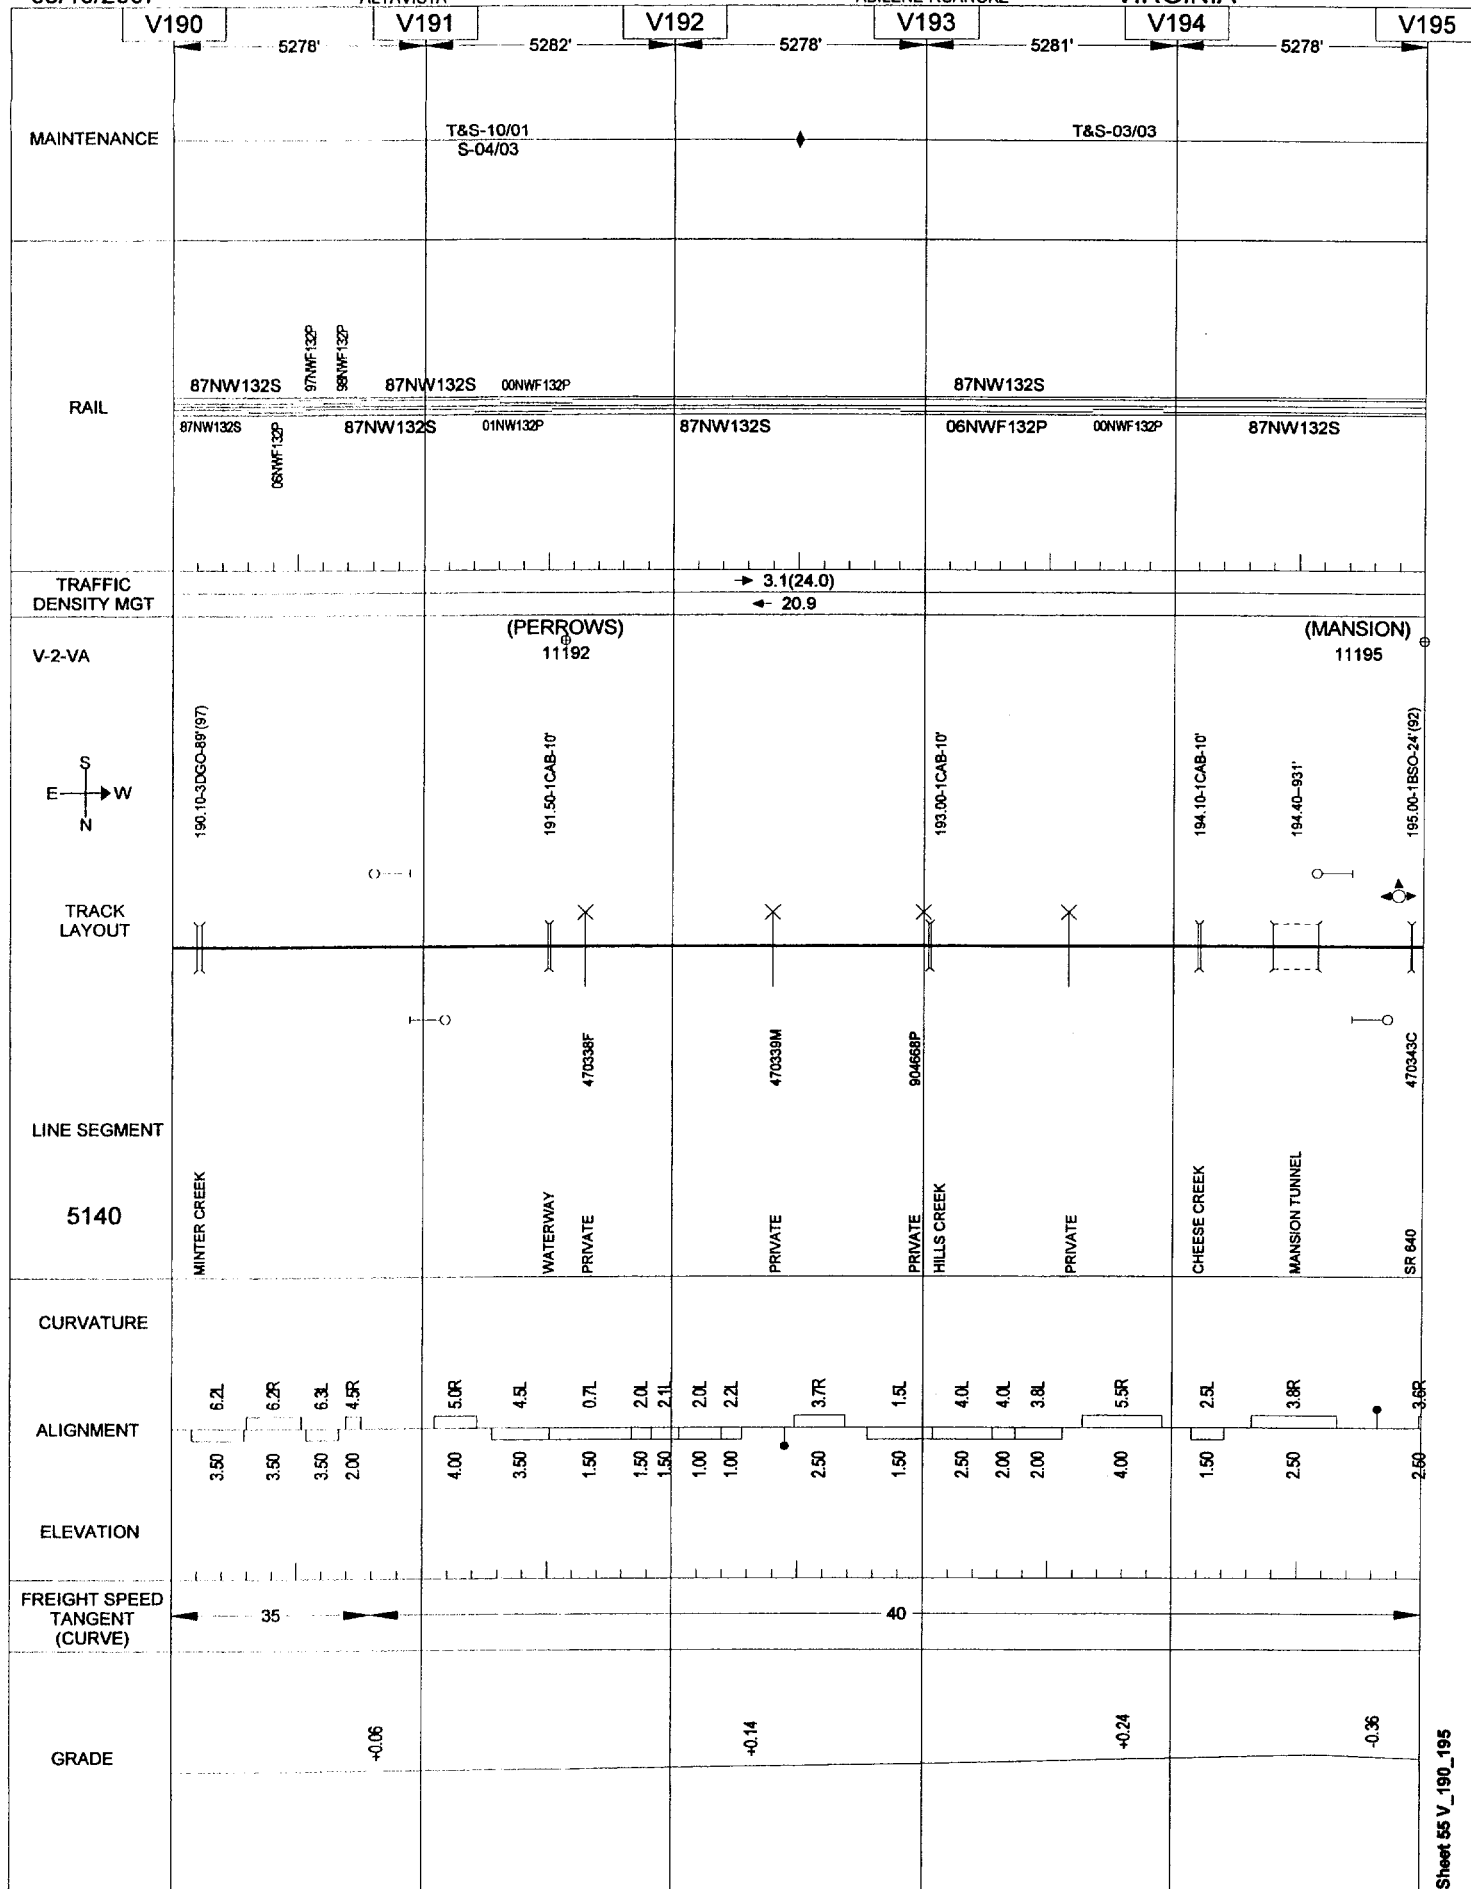 V190
V191
V192
V193
V194
V195
5278'
5282'
5278'
5281'
5278'
MAINTENANCE
T&S-10/01
S-04/03
T&S-03/03
RAIL
97NWF132P
98NWF132P
87NW132S
87NW132S
00NWF132P
87NW132S
87NW132S
06NWF132P
87NW132S
01NW132P
87NW132S
06NWF132P
00NWF132P
87NW132S
TRAFFIC
DENSITY MGT
3.1(24.0)
20.9
V-2-VA
(PERROWS)
11192
(MANSION)
11195
S
E W
N
190.10-3DGO-89'(97)
191.50-1CAB-10'
193.00-1CAB-10'
194.10-1CAB-10'
194.40--931'
195.00-1BSO-24'(92)
TRACK
LAYOUT
470338F
470339M
904668P
470343C
LINE SEGMENT
5140
MINTER CREEK
WATERWAY
PRIVATE
PRIVATE
PRIVATE
HILLS CREEK
PRIVATE
CHEESE CREEK
MANSION TUNNEL
SR 640
CURVATURE
6.2L
6.2R
6.3L
4.5R
5.0R
4.5L
0.7L
2.0L
2.1L
2.0L
2.2L
3.7R
1.5L
4.0L
4.0L
3.8L
5.5R
2.5L
3.8R
3.6R
ALIGNMENT
3.50
3.50
3.50
2.00
4.00
3.50
1.50
1.50
1.50
1.00
1.00
2.50
1.50
2.50
2.00
2.00
4.00
1.50
2.50
2.50
ELEVATION
FREIGHT SPEED
TANGENT
(CURVE)
35
40
GRADE
+0.06
+0.14
+0.24
-0.36
Sheet 55 V_190_195